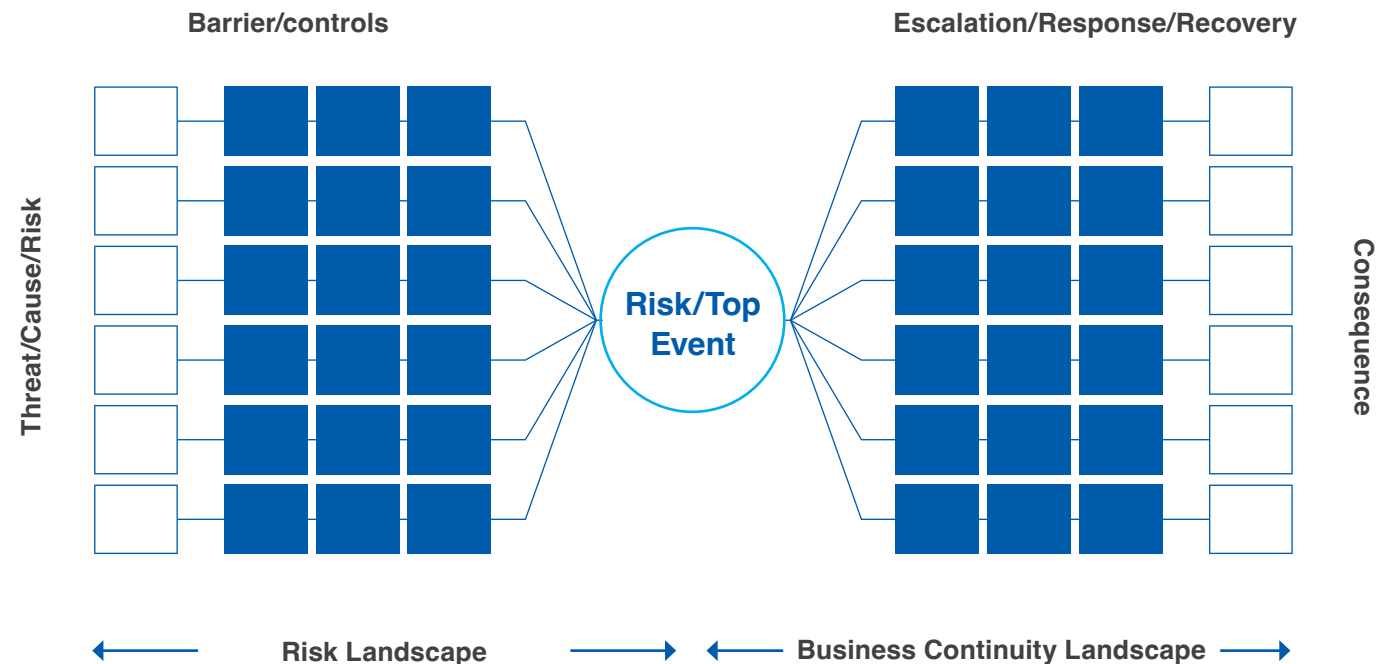 Barrier/controls
Escalation/Response/Recovery
Threat/Cause/Risk
Risk/Top
Event
Consequence
Risk Landscape
Business Continuity Landscape